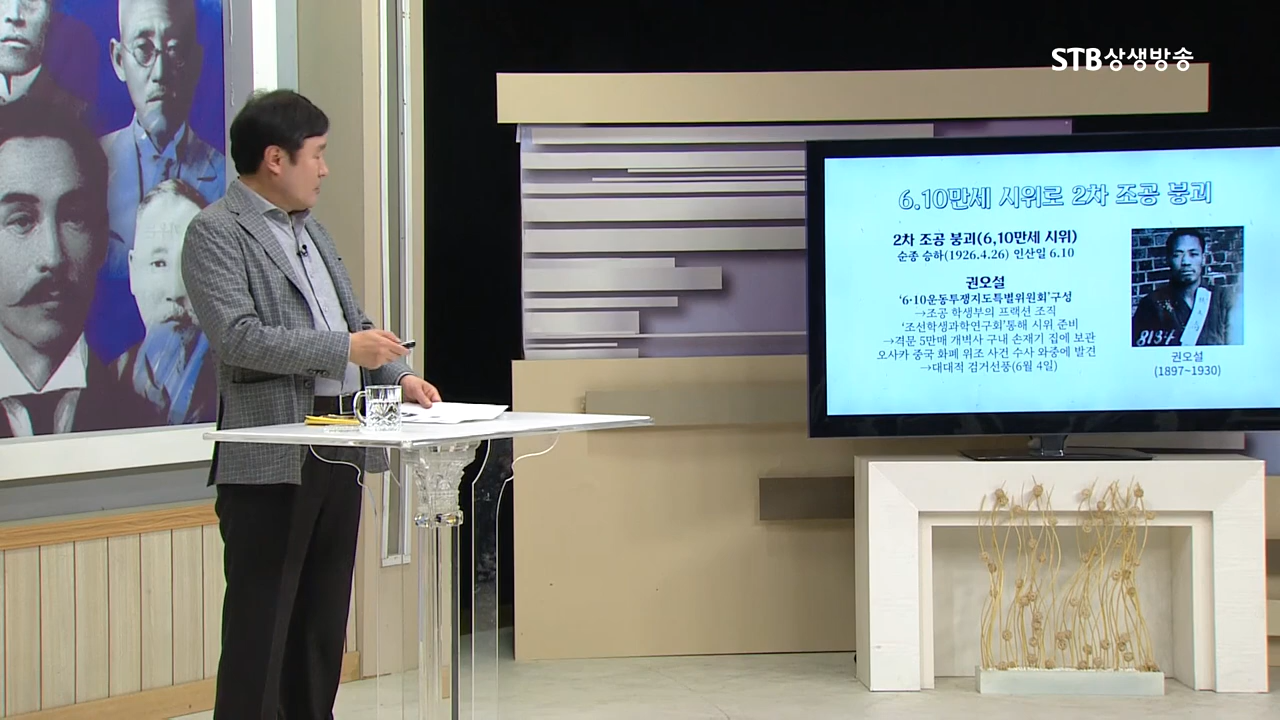 STB상생방송
6.10만세 시위로 2차 조공 붕괴
2차 조공 붕괴(6,10만세 시위)
순종 승하(1926.4.26) 인산일 6.10
권오설
‘6·10운동투쟁지도특별위원회’구성
→조공 학생부의 프랙션 조직
‘조선학생과학연구회’통해 시위 준비
→격문 5만매 개벽사 구내 손재기 집에 보관
오사카 중국 화폐 위조 사건 수사 와중에 발견
→대대적 검거선풍(6월 4일)
8134
권오설
(1897~1930)